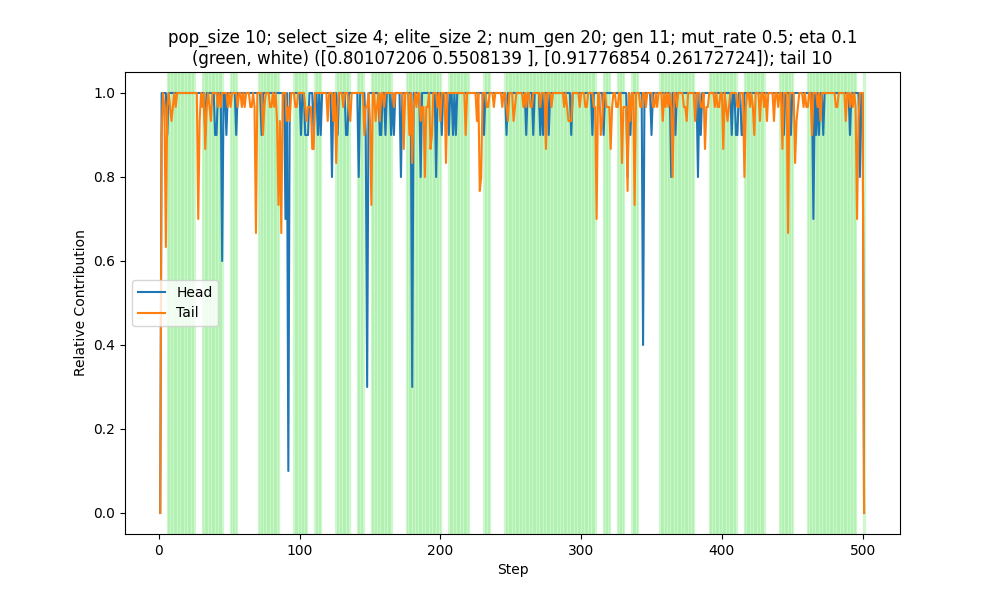 pop_size 10; select_size 4; elite_size 2; num_gen 20; gen 11; mut_rate 0.5; eta 0.1
(green, white) ([0.80107206 0.5508139 ], [0.91776854 0.26172724]); tail 10
1.0
0.8
0.6
0.4
0.2
0.0
Relative Contribution
Head
Tail
0 100 200 300 400 500
Step